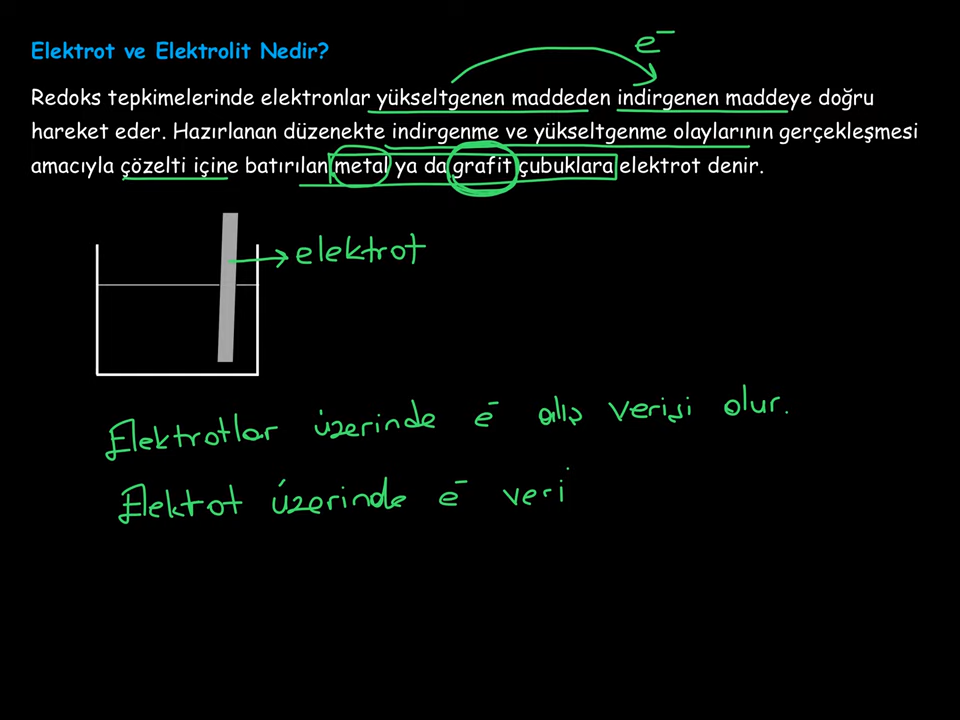 Elektrot ve Elektrolit Nedir?
e⁻
Redoks tepkimelerinde elektronlar yükseltgenen maddeden indirgenen maddeye doğru
hareket eder. Hazırlanan düzenekte indirgenme ve yükseltgenme olaylarının gerçekleşmesi
amacıyla çözelti içine batırılan metal ya da grafit çubuklara elektrot denir.
elektrot
Elektrotlar üzerinde e⁻ alış verişi olur.
Elektrot üzerinde e⁻ veri